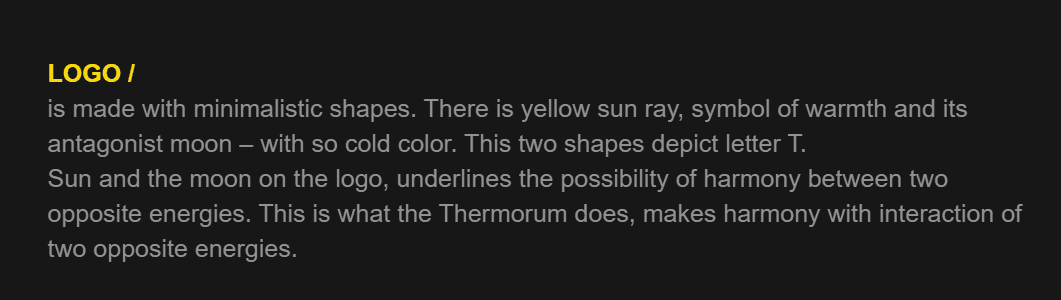 LOGO /
is made with minimalistic shapes. There is yellow sun ray, symbol of warmth and its
antagonist moon – with so cold color. This two shapes depict letter T.
Sun and the moon on the logo, underlines the possibility of harmony between two
opposite energies. This is what the Thermorum does, makes harmony with interaction of
two opposite energies.